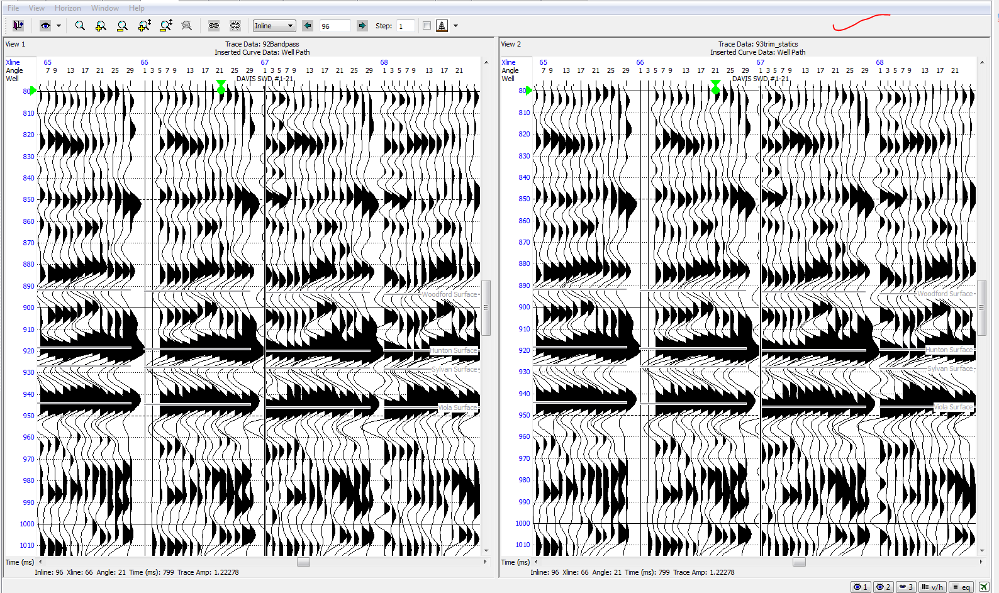 File View Horizon Window Help
Inline 96 Step: 1
View 1
Trace Data: 92Bandpass
Inserted Curve Data: Well Path
Xline 65 66 67 68
Angle 7 9 13 17 21 25 29 1 3 5 7 9 13 17 21 25 29 1 3 5 7 9 13 17 21 25 29 1 3 5 7 9 13 17 21
Well DAVIS SWD #1-21
800
810
820
830
840
850
860
870
880
890
Woodford Surface
900
910
920
Hunton Surface
Sylvan Surface
930
940
Viola Surface
950
960
970
980
990
1000
1010
Time (ms)
Inline: 96 Xline: 66 Angle: 21 Time (ms): 799 Trace Amp: 1.22278
View 2
Trace Data: 93trim_statics
Inserted Curve Data: Well Path
Xline 65 66 67 68
Angle 7 9 13 17 21 25 29 1 3 5 7 9 13 17 21 25 29 1 3 5 7 9 13 17 21 25 29 1 3 5 7 9 13 17 21
Well DAVIS SWD #1-21
800
810
820
830
840
850
860
870
880
890
Woodford Surface
900
910
920
Hunton Surface
Sylvan Surface
930
940
Viola Surface
950
960
970
980
990
1000
1010
Time (ms)
Inline: 96 Xline: 66 Angle: 21 Time (ms): 799 Trace Amp: 1.22278
1 2 3 v/h eq